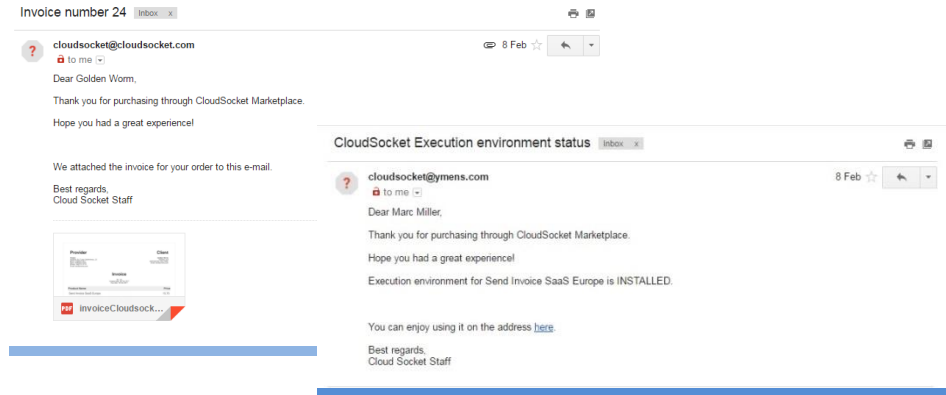 Invoice number 24 Inbox x
cloudsocket@cloudsocket.com 8 Feb
to me
Dear Golden Worm,
Thank you for purchasing through CloudSocket Marketplace.
Hope you had a great experience!
We attached the invoice for your order to this e-mail.
Best regards,
Cloud Socket Staff
Provider Client
Invoice
PDF invoiceCloudsock...
CloudSocket Execution environment status Inbox x
cloudsocket@ymens.com 8 Feb
to me
Dear Marc Miller,
Thank you for purchasing through CloudSocket Marketplace.
Hope you had a great experience!
Execution environment for Send Invoice SaaS Europe is INSTALLED.
You can enjoy using it on the address here.
Best regards,
Cloud Socket Staff